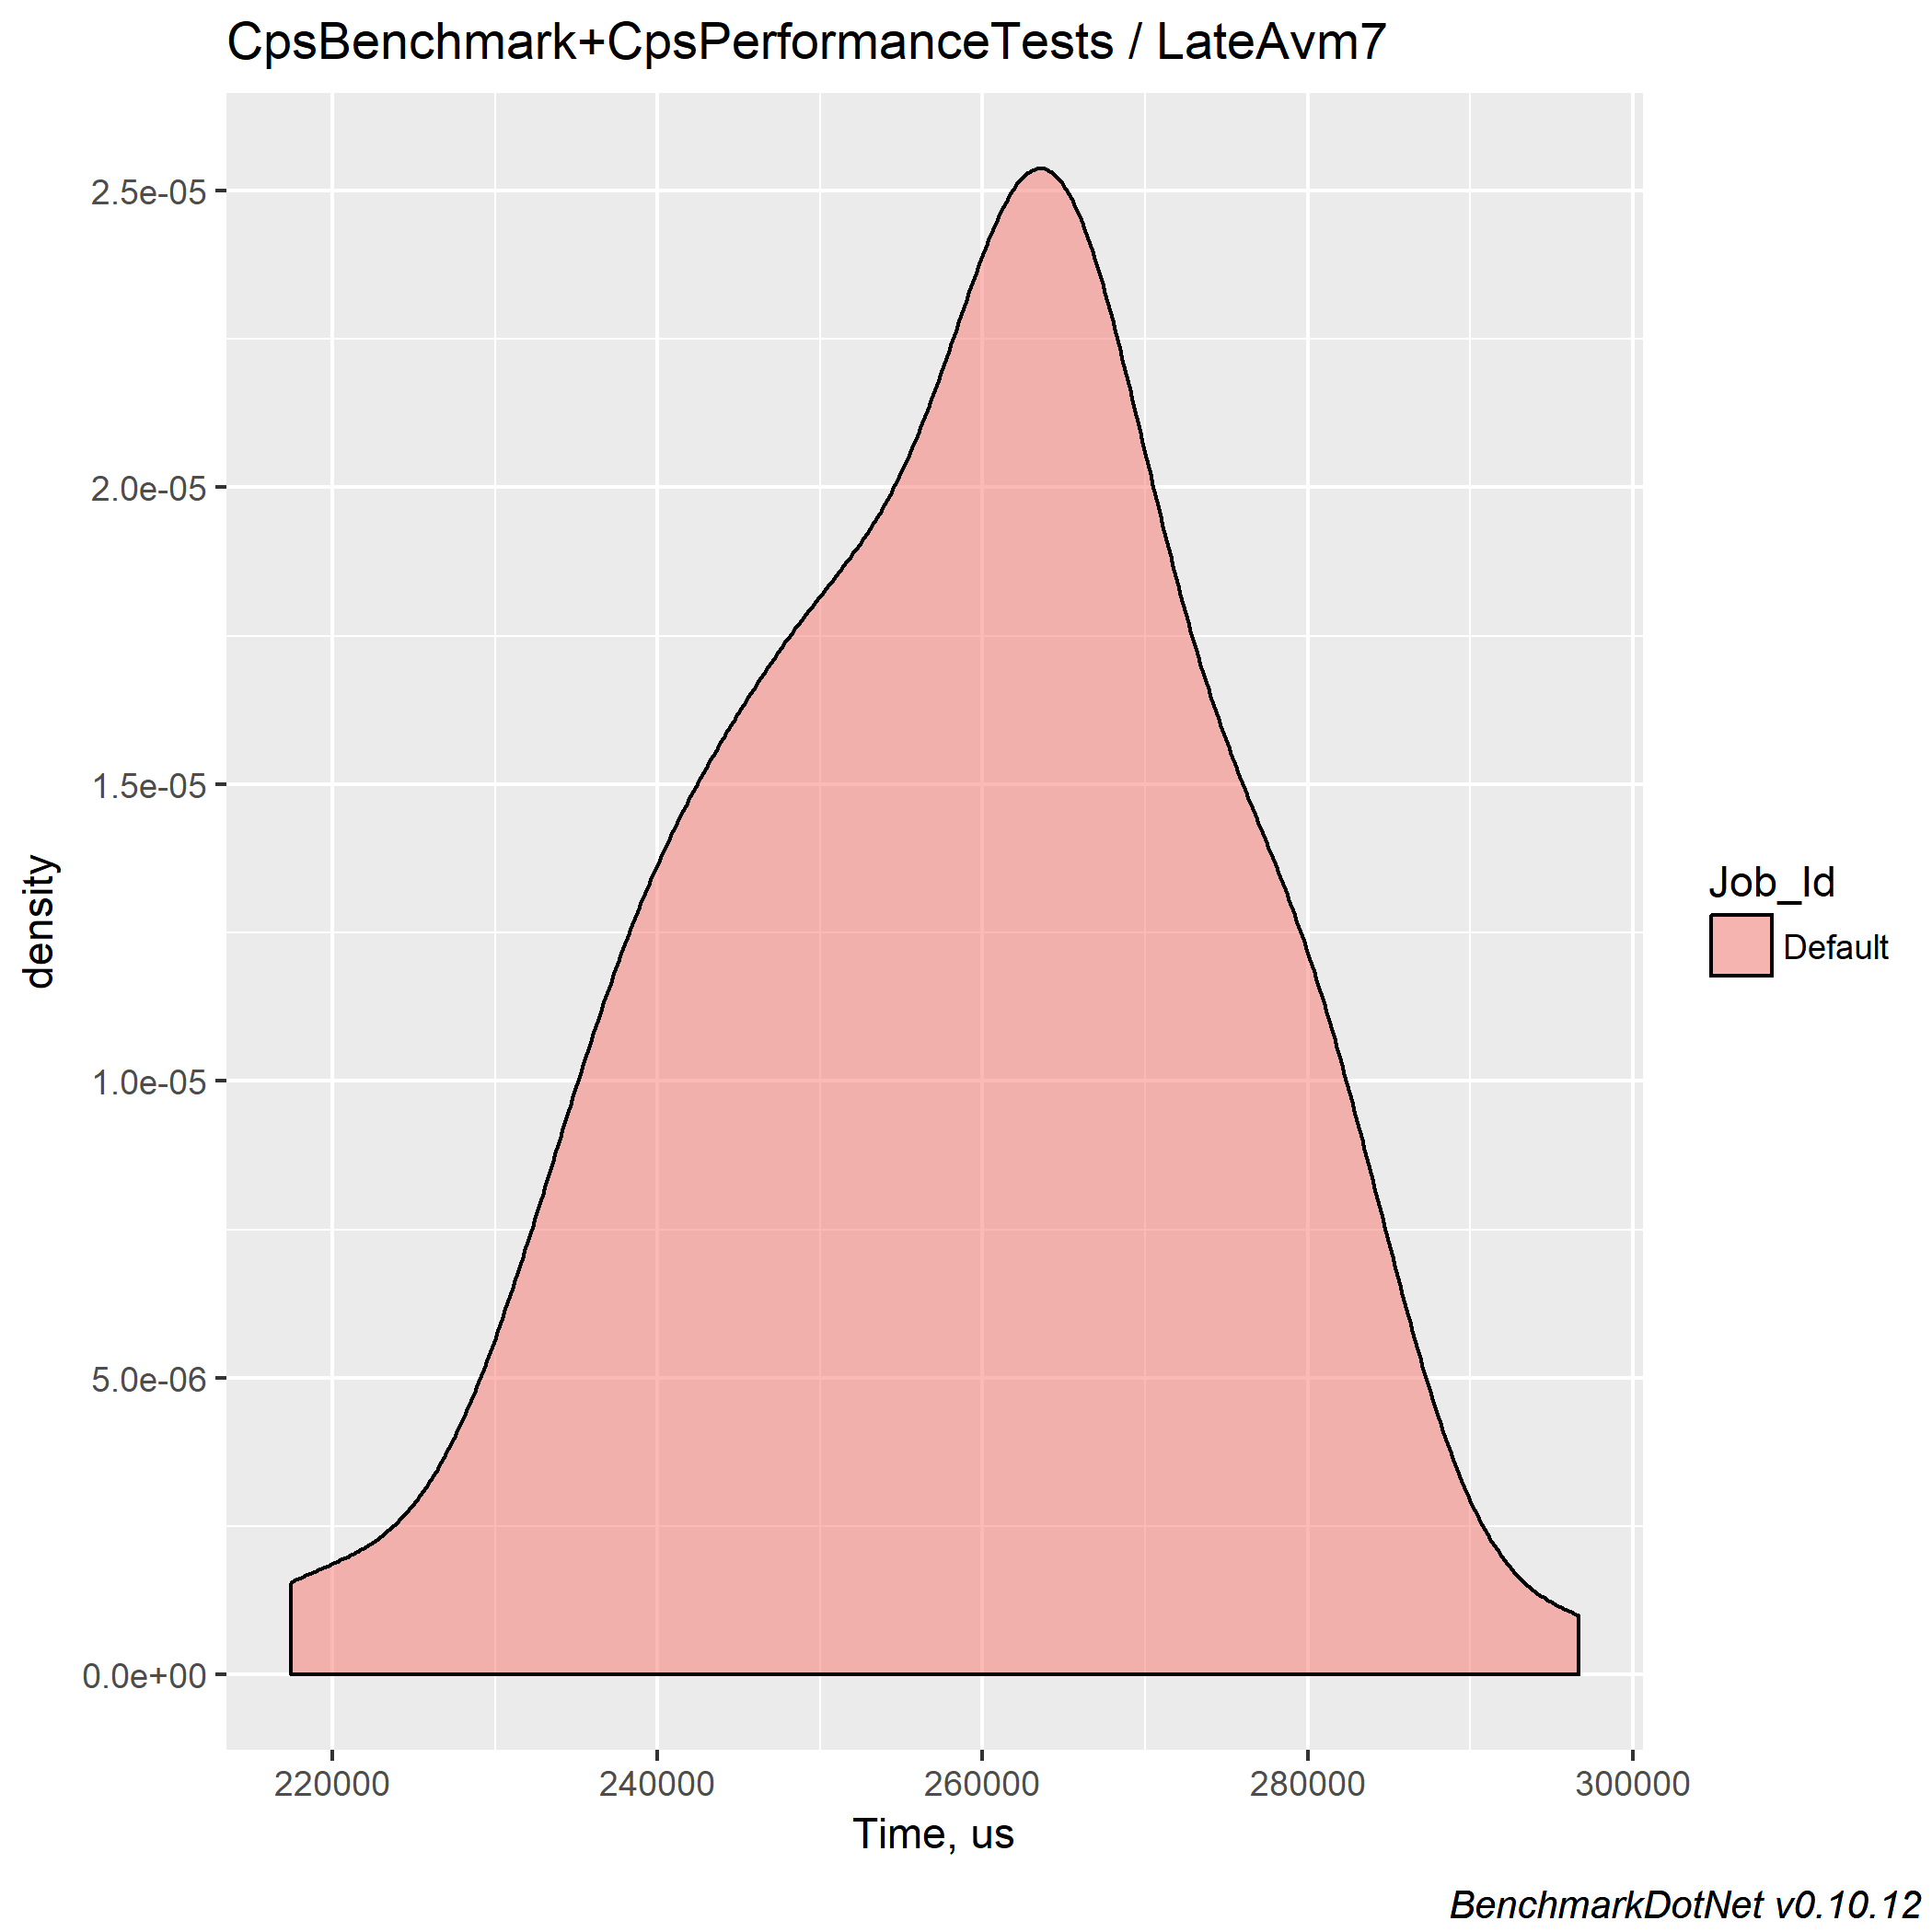 CpsBenchmark+CpsPerformanceTests / LateAvm7
2.5e-05
2.0e-05
1.5e-05
1.0e-05
5.0e-06
0.0e+00
density
220000 240000 260000 280000 300000
Time, us
Job_Id
Default
BenchmarkDotNet v0.10.12